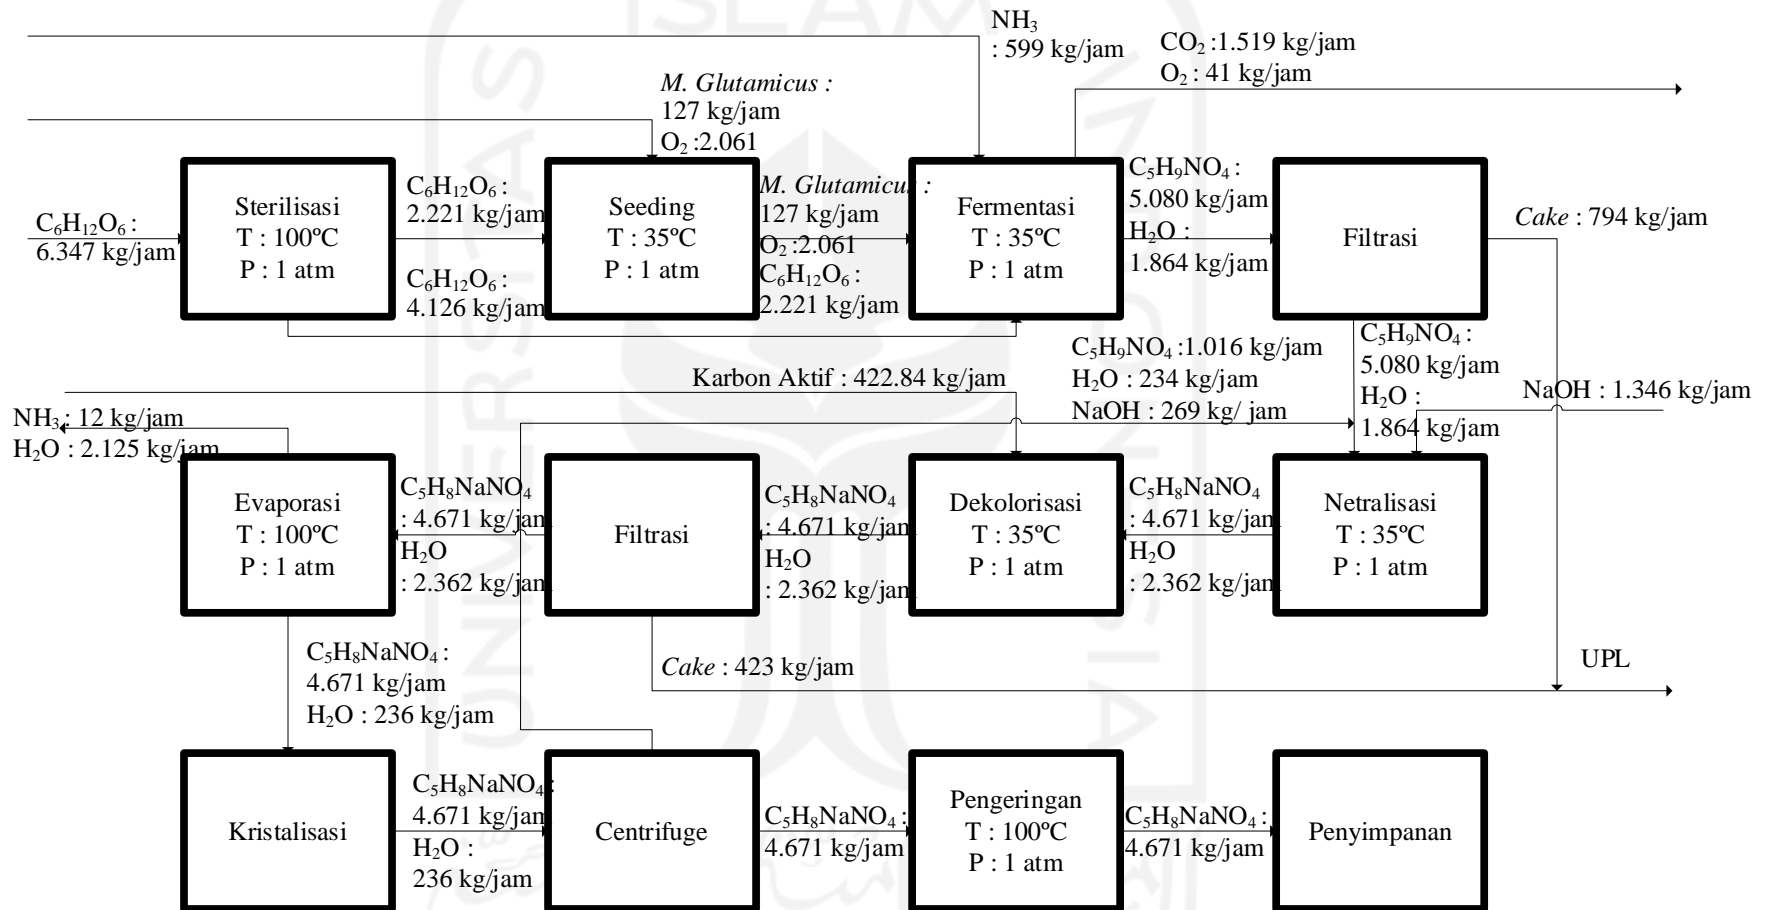 ISLAM
UNIVERSITAS
INDONESIA
NH₃
: 599 kg/jam
CO₂ :1.519 kg/jam
O₂ : 41 kg/jam
M. Glutamicus :
127 kg/jam
O₂ :2.061
C₆H₁₂O₆ :
6.347 kg/jam
Sterilisasi
T : 100ºC
P : 1 atm
C₆H₁₂O₆ :
2.221 kg/jam
C₆H₁₂O₆ :
4.126 kg/jam
Seeding
T : 35ºC
P : 1 atm
M. Glutamicus :
127 kg/jam
O₂ :2.061
C₆H₁₂O₆ :
2.221 kg/jam
Fermentasi
T : 35ºC
P : 1 atm
C₅H₉NO₄ :
5.080 kg/jam
H₂O :
1.864 kg/jam
Filtrasi
Cake : 794 kg/jam
C₅H₉NO₄ :1.016 kg/jam
H₂O : 234 kg/jam
NaOH : 269 kg/ jam
C₅H₉NO₄ :
5.080 kg/jam
H₂O :
1.864 kg/jam
NaOH : 1.346 kg/jam
Karbon Aktif : 422.84 kg/jam
NH₃ : 12 kg/jam
H₂O : 2.125 kg/jam
Evaporasi
T : 100ºC
P : 1 atm
C₅H₈NaNO₄
: 4.671 kg/jam
H₂O
: 2.362 kg/jam
Filtrasi
C₅H₈NaNO₄
: 4.671 kg/jam
H₂O
: 2.362 kg/jam
Dekolorisasi
T : 35ºC
P : 1 atm
C₅H₈NaNO₄
: 4.671 kg/jam
H₂O
: 2.362 kg/jam
Netralisasi
T : 35ºC
P : 1 atm
C₅H₈NaNO₄ :
4.671 kg/jam
H₂O : 236 kg/jam
Cake : 423 kg/jam
UPL
Kristalisasi
C₅H₈NaNO₄ :
4.671 kg/jam
H₂O :
236 kg/jam
Centrifuge
C₅H₈NaNO₄ :
4.671 kg/jam
Pengeringan
T : 100ºC
P : 1 atm
C₅H₈NaNO₄ :
4.671 kg/jam
Penyimpanan